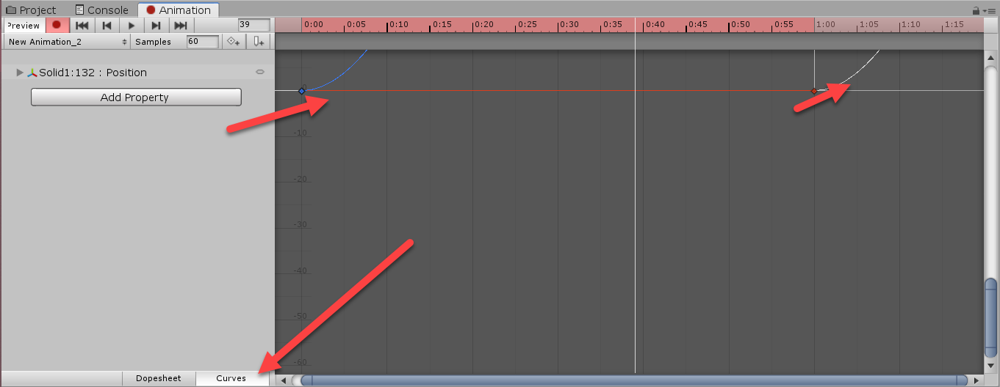 Project Console Animation
Preview 39 0:00 0:05 0:10 0:15 0:20 0:25 0:30 0:35 0:40 0:45 0:50 0:55 1:00 1:05 1:10 1:15
New Animation_2 Samples 60
Solid1:132 : Position
0
Add Property
-10
-20
-30
-40
-50
-60
Dopesheet Curves